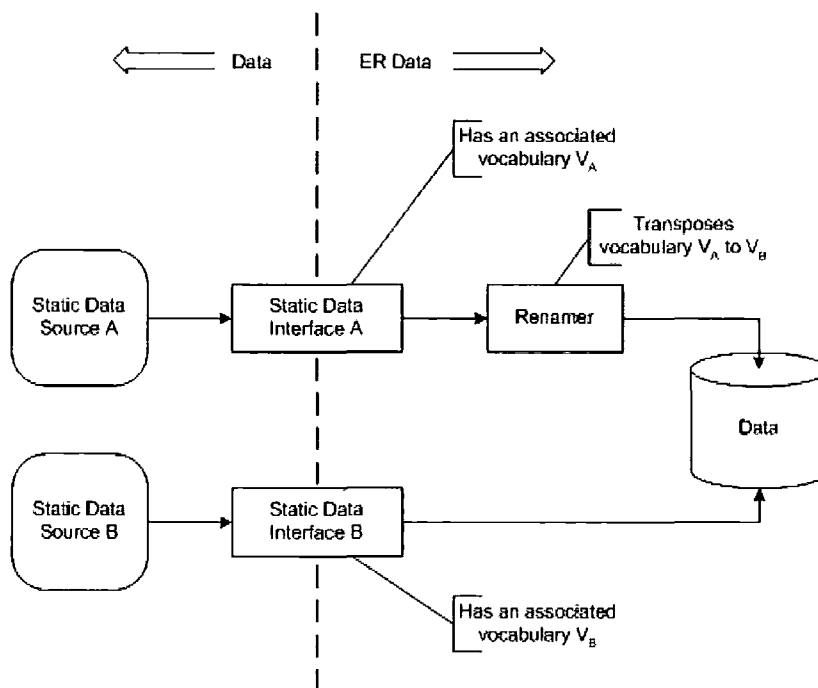 Data
ER Data
Has an associated
vocabulary V_A
Transposes
vocabulary V_A to V_B
Static Data
Source A
Static Data
Interface A
Renamer
Data
Static Data
Source B
Static Data
Interface B
Has an associated
vocabulary V_B